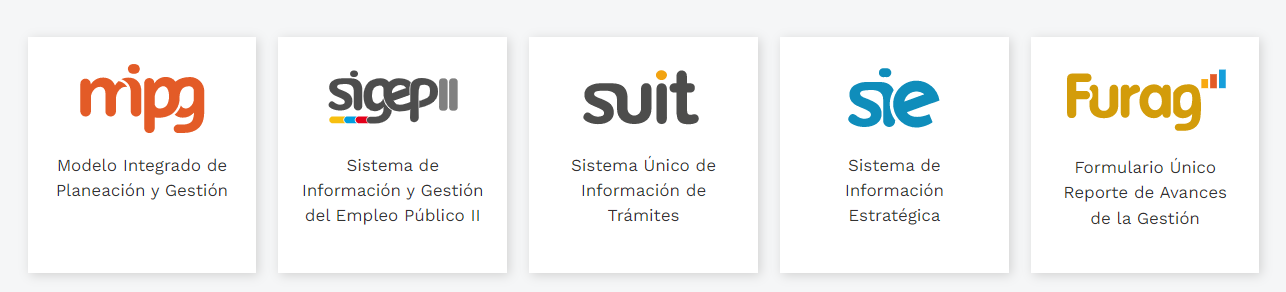 mipg
Modelo Integrado de
Planeación y Gestión
sigepII
Sistema de
Información y Gestión
del Empleo Público II
suit
Sistema Único de
Información de
Trámites
sie
Sistema de
Información
Estratégica
Furag
Formulario Único
Reporte de Avances
de la Gestión